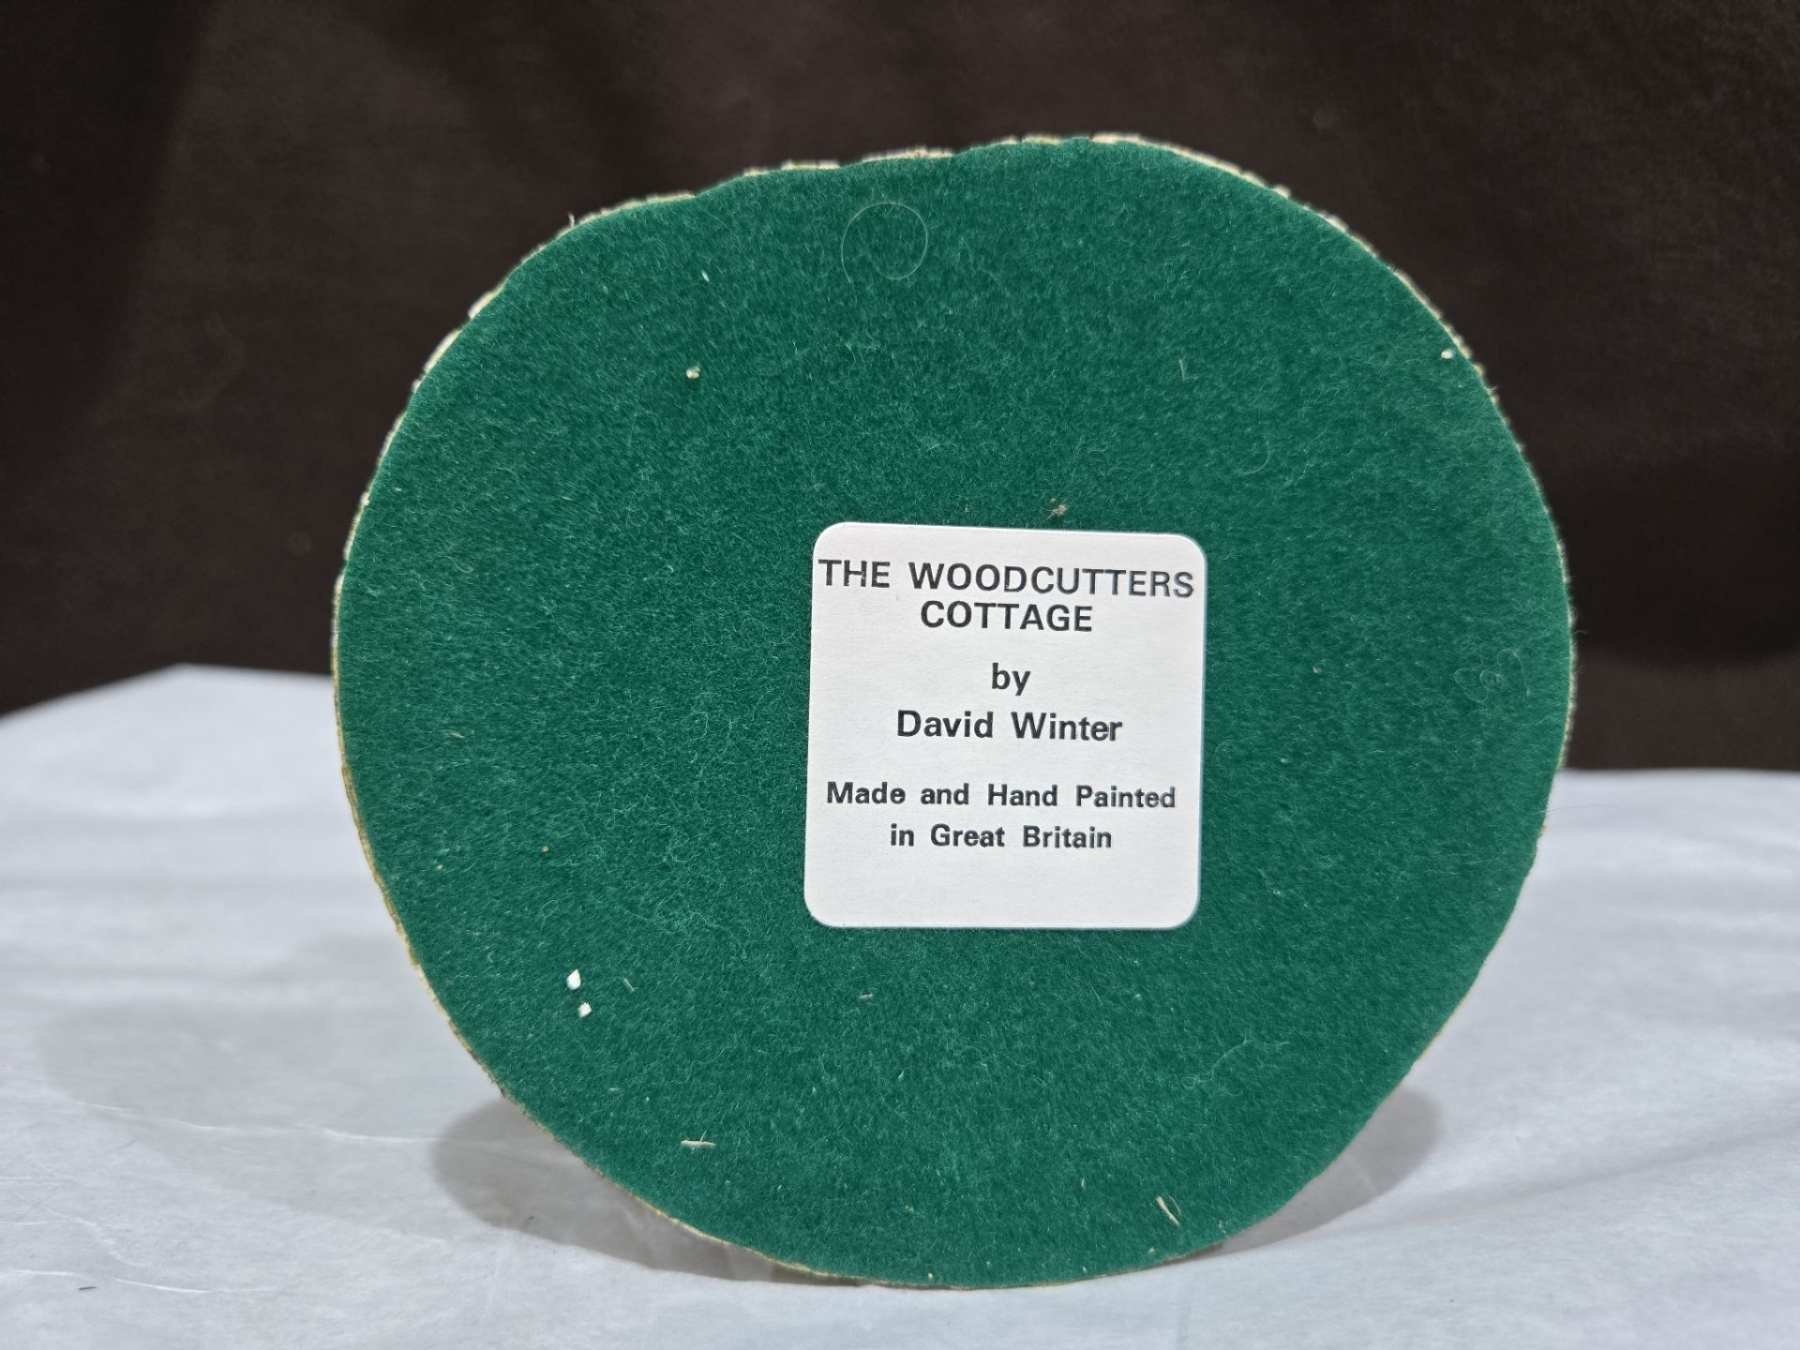 THE WOODCUTTERS
COTTAGE
by
David Winter
Made and Hand Painted
in Great Britain